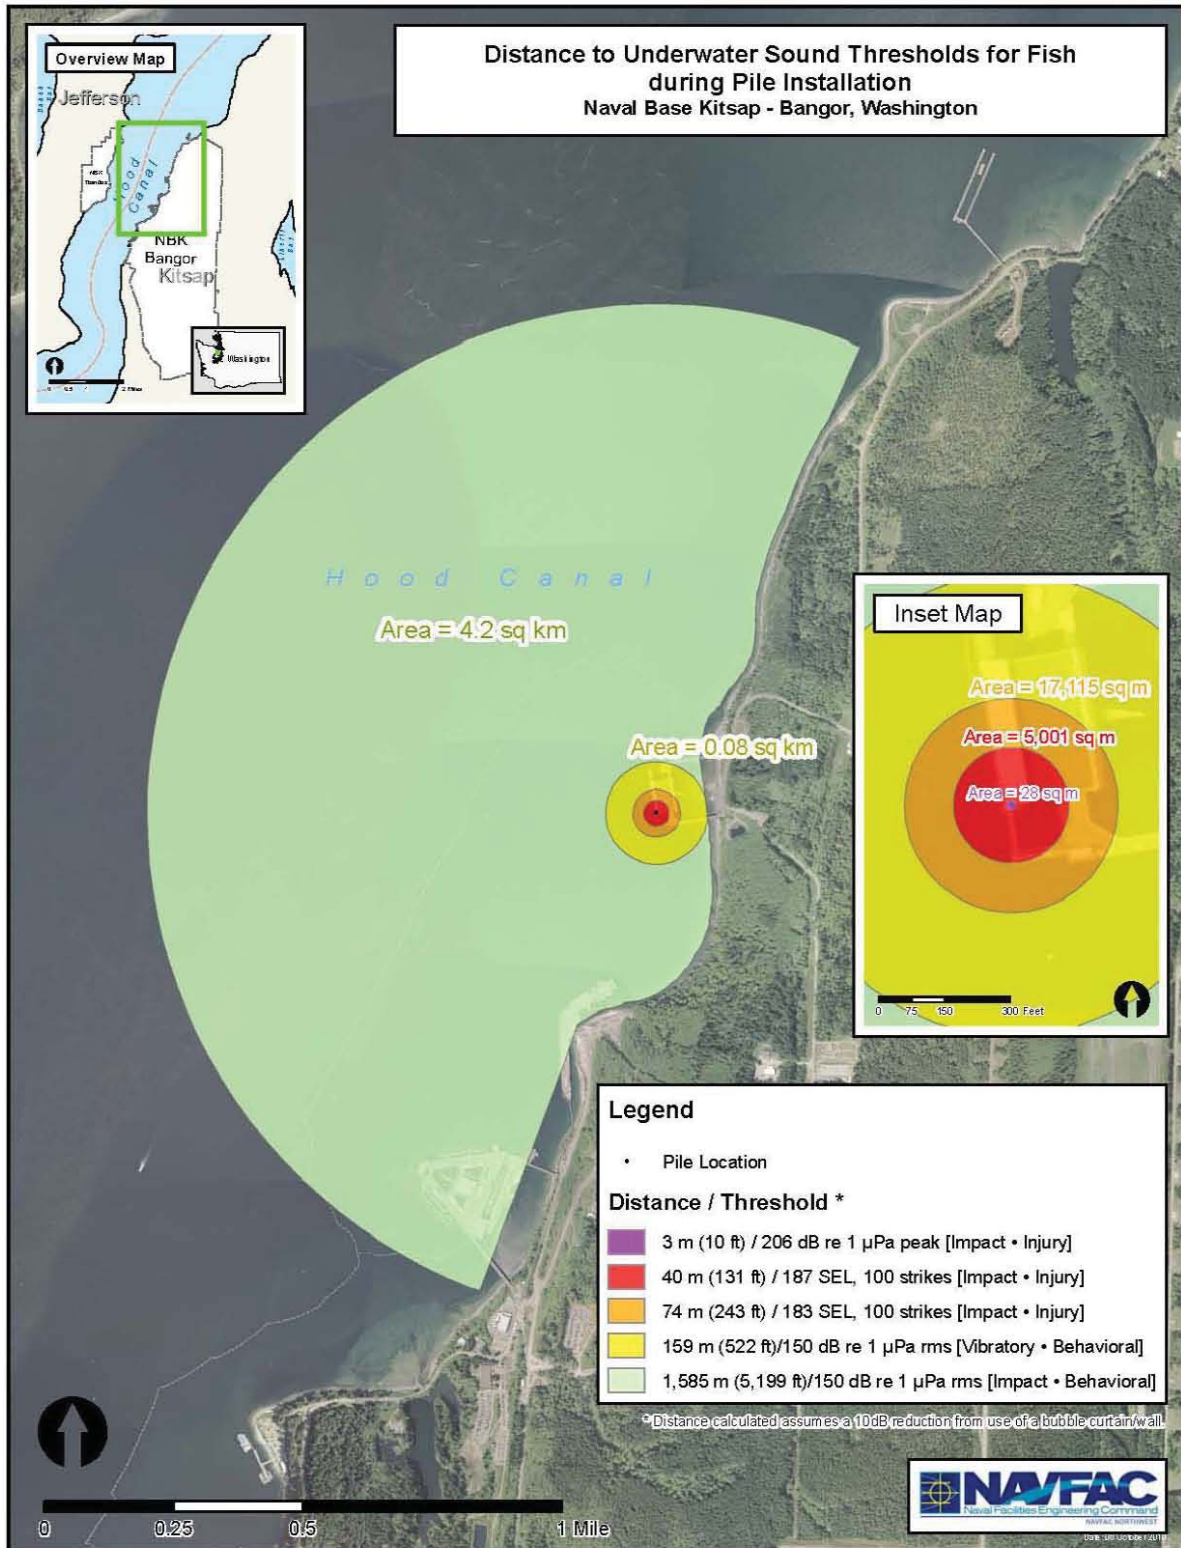 Distance to Underwater Sound Thresholds for Fish
during Pile Installation
Naval Base Kitsap - Bangor, Washington
Overview Map
Jefferson
Hood
Canal
NBK
Bangor
Kitsap
Washington
Hood Canal
Area = 4.2 sq km
Area = 0.08 sq km
Inset Map
Area = 17,115 sq m
Area = 5,001 sq m
Area = 28 sq m
0 75 150 300 Feet
Legend
Pile Location
Distance / Threshold *
3 m (10 ft) / 206 dB re 1 µPa peak [Impact • Injury]
40 m (131 ft) / 187 SEL, 100 strikes [Impact • Injury]
74 m (243 ft) / 183 SEL, 100 strikes [Impact • Injury]
159 m (522 ft)/150 dB re 1 µPa rms [Vibratory • Behavioral]
1,585 m (5,199 ft)/150 dB re 1 µPa rms [Impact • Behavioral]
* Distance calculated assumes a 10dB reduction from use of a bubble curtain/wall.
0 0.25 0.5 1 Mile
NAVFAC
Naval Facilities Engineering Command
NAVFAC NORTHWEST